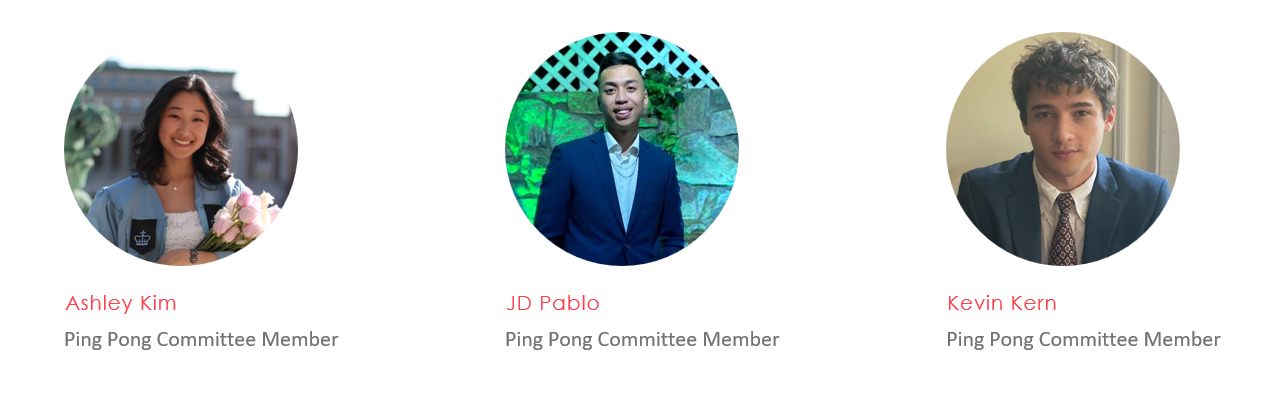 Ashley Kim
JD Pablo
Kevin Kern
Ping Pong Committee Member
Ping Pong Committee Member
Ping Pong Committee Member